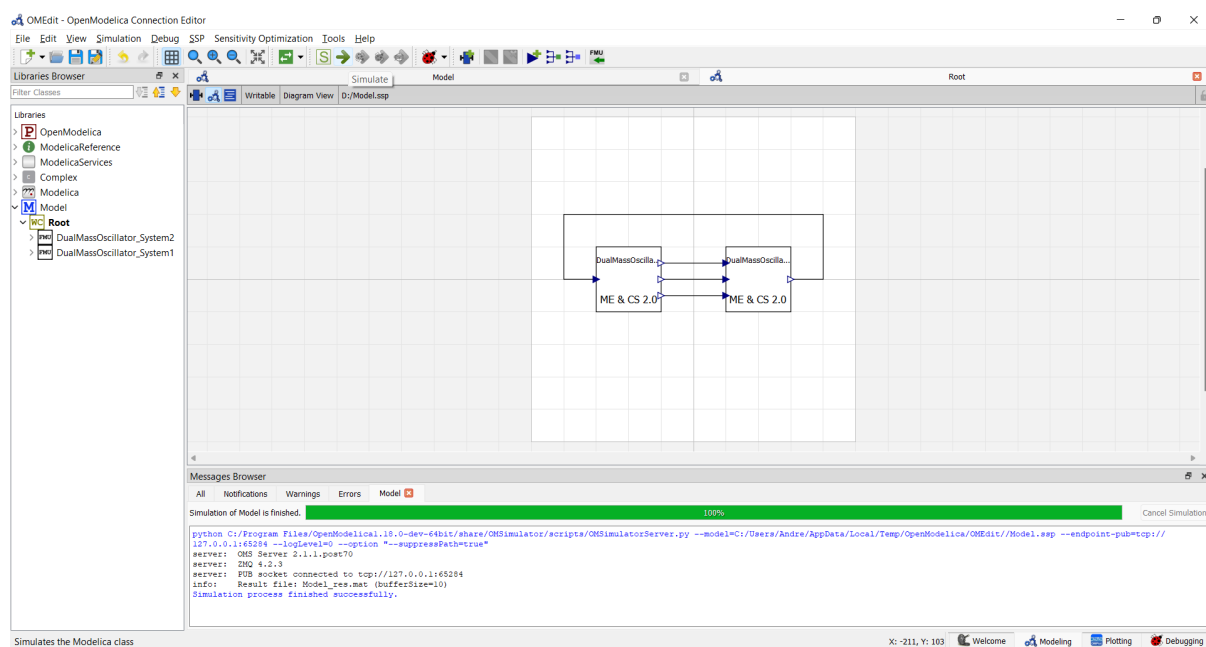 OMEdit - OpenModelica Connection Editor
File Edit View Simulation Debug SSP Sensitivity Optimization Tools Help
S
FMU
Libraries Browser
Simulate
Model
Root
Filter Classes
Writable Diagram View D:/Model.ssp
Libraries
P OpenModelica
i ModelicaReference
ModelicaServices
C Complex
Modelica
M Model
WC Root
FMU DualMassOscillator_System2
FMU DualMassOscillator_System1
DualMassOscilla... DualMassOscilla...
ME & CS 2.0 ME & CS 2.0
Messages Browser
All Notifications Warnings Errors Model
Simulation of Model is finished. 100% Cancel Simulation
python C:/Program Files/OpenModelica1.18.0-dev-64bit/share/OMSimulator/scripts/OMSimulatorServer.py --model=C:/Users/Andre/AppData/Local/Temp/OpenModelica/OMEdit//Model.ssp --endpoint-pub=tcp://
127.0.0.1:65284 --logLevel=0 --option "--suppressPath=true"
server: OMS Server 2.1.1.post70
server: ZMQ 4.2.3
server: PUB socket connected to tcp://127.0.0.1:65284
info: Result file: Model_res.mat (bufferSize=10)
Simulation process finished successfully.
Simulates the Modelica class
X: -211, Y: 103 Welcome Modeling Plotting Debugging